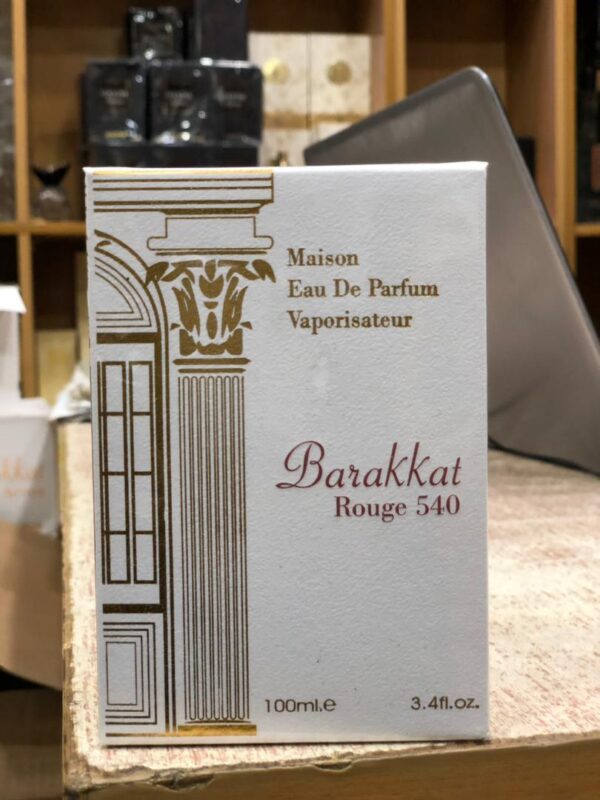 Maison
Eau De Parfum
Vaporisateur
Barakkat
Rouge 540
100ml.e
3.4fl.oz.